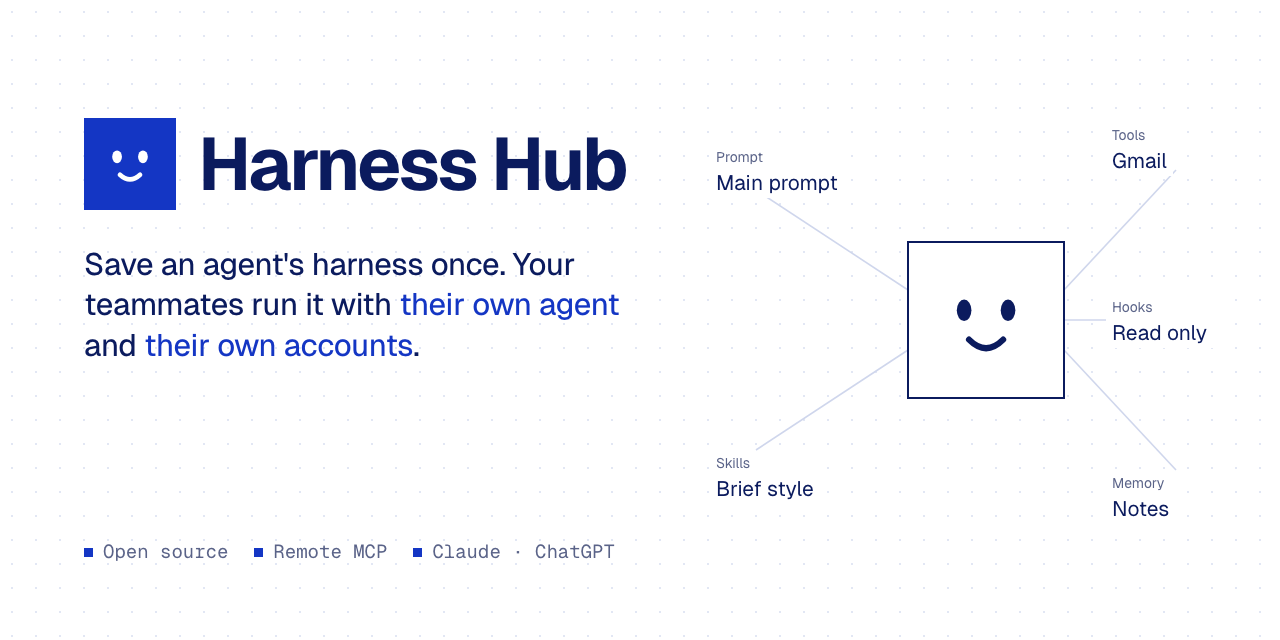 Harness Hub
Save an agent's harness once. Your
teammates run it with their own agent
and their own accounts.
Open source
Remote MCP
Claude · ChatGPT
Prompt
Main prompt
Tools
Gmail
Hooks
Read only
Skills
Brief style
Memory
Notes